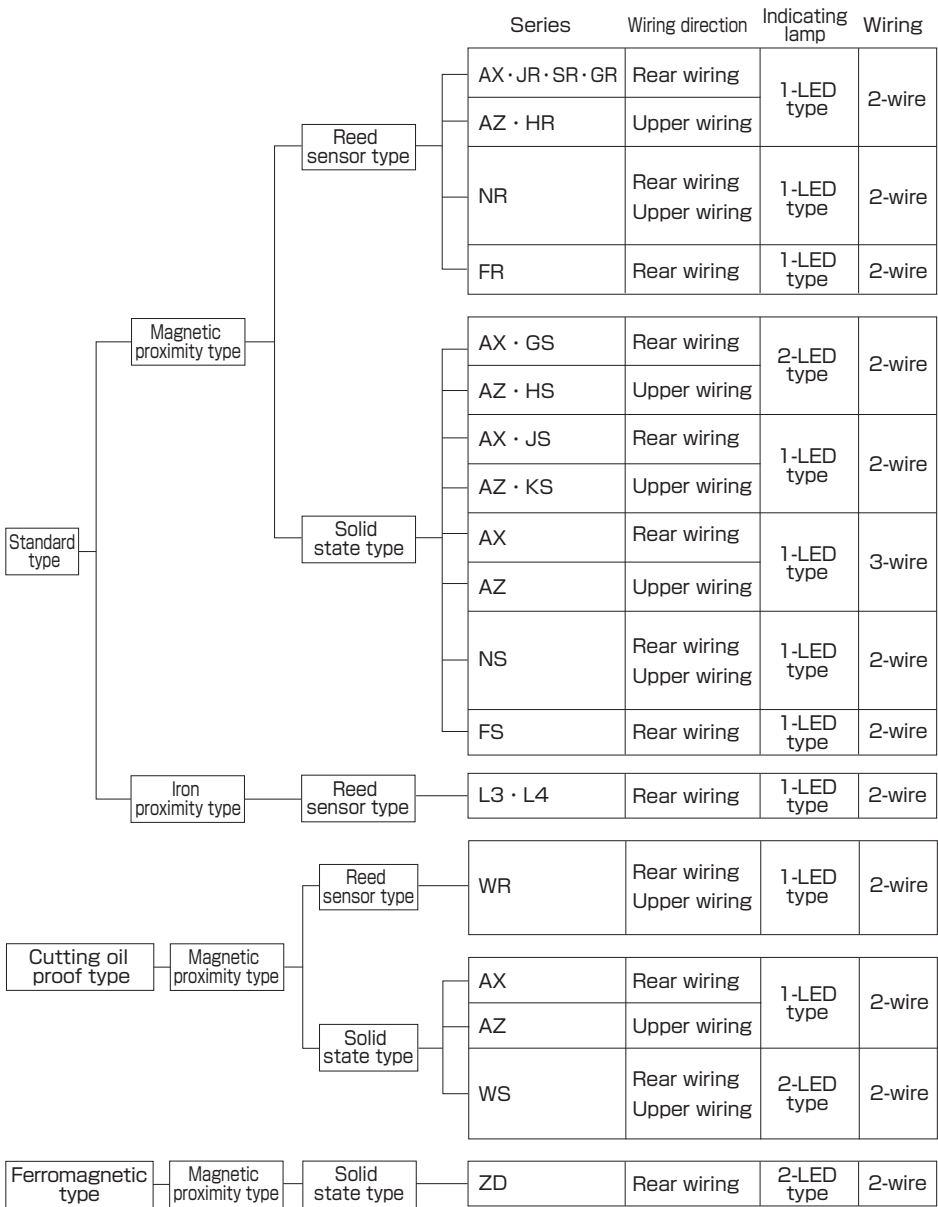 Series Wiring direction Indicating lamp Wiring
AX・JR・SR・GR Rear wiring
1-LED type 2-wire
AZ・HR Upper wiring
Reed
sensor type
NR
Rear wiring
Upper wiring
1-LED
type
2-wire
FR Rear wiring
1-LED
type
2-wire
Magnetic
proximity type
AX・GS Rear wiring
2-LED
type
2-wire
AZ・HS Upper wiring
AX・JS Rear wiring
1-LED
type
2-wire
AZ・KS Upper wiring
Standard
type
Solid
state type
AX Rear wiring
1-LED
type
3-wire
AZ Upper wiring
NS
Rear wiring
Upper wiring
1-LED
type
2-wire
FS Rear wiring
1-LED
type
2-wire
Iron
proximity type
Reed
sensor type
L3・L4 Rear wiring
1-LED
type
2-wire
Reed
sensor type
WR
Rear wiring
Upper wiring
1-LED
type
2-wire
Cutting oil
proof type
Magnetic
proximity type
AX Rear wiring
1-LED
type
2-wire
AZ Upper wiring
Solid
state type
WS
Rear wiring
Upper wiring
2-LED
type
2-wire
Ferromagnetic
type
Magnetic
proximity type
Solid
state type
ZD Rear wiring
2-LED
type
2-wire